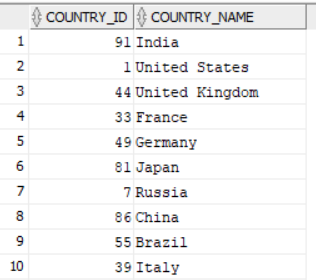 COUNTRY_ID COUNTRY_NAME
1 91 India
2 1 United States
3 44 United Kingdom
4 33 France
5 49 Germany
6 81 Japan
7 7 Russia
8 86 China
9 55 Brazil
10 39 Italy